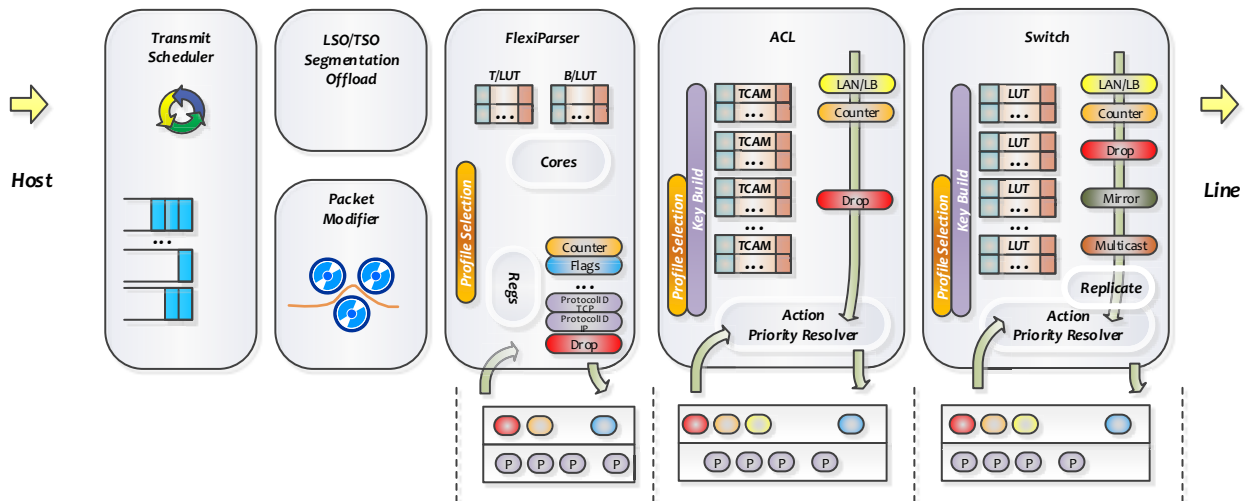 Host
Transmit
Scheduler
...
LSO/TSO
Segmentation
Offload
Packet
Modifier
FlexiParser
T/LUT
B/LUT
...
...
Cores
Profile Selection
Regs
Counter
Flags
...
ProtocolID
TCP
ProtocolID
IP
Drop
P
P
P
P
ACL
Profile Selection
Key Build
TCAM
...
TCAM
...
TCAM
...
...
TCAM
...
LAN/LB
Counter
Drop
Action
Priority Resolver
P
P
P
P
Switch
Profile Selection
Key Build
LUT
...
LUT
...
LUT
...
...
LUT
...
LAN/LB
Counter
Drop
Mirror
Multicast
Replicate
Action
Priority Resolver
P
P
P
P
Line